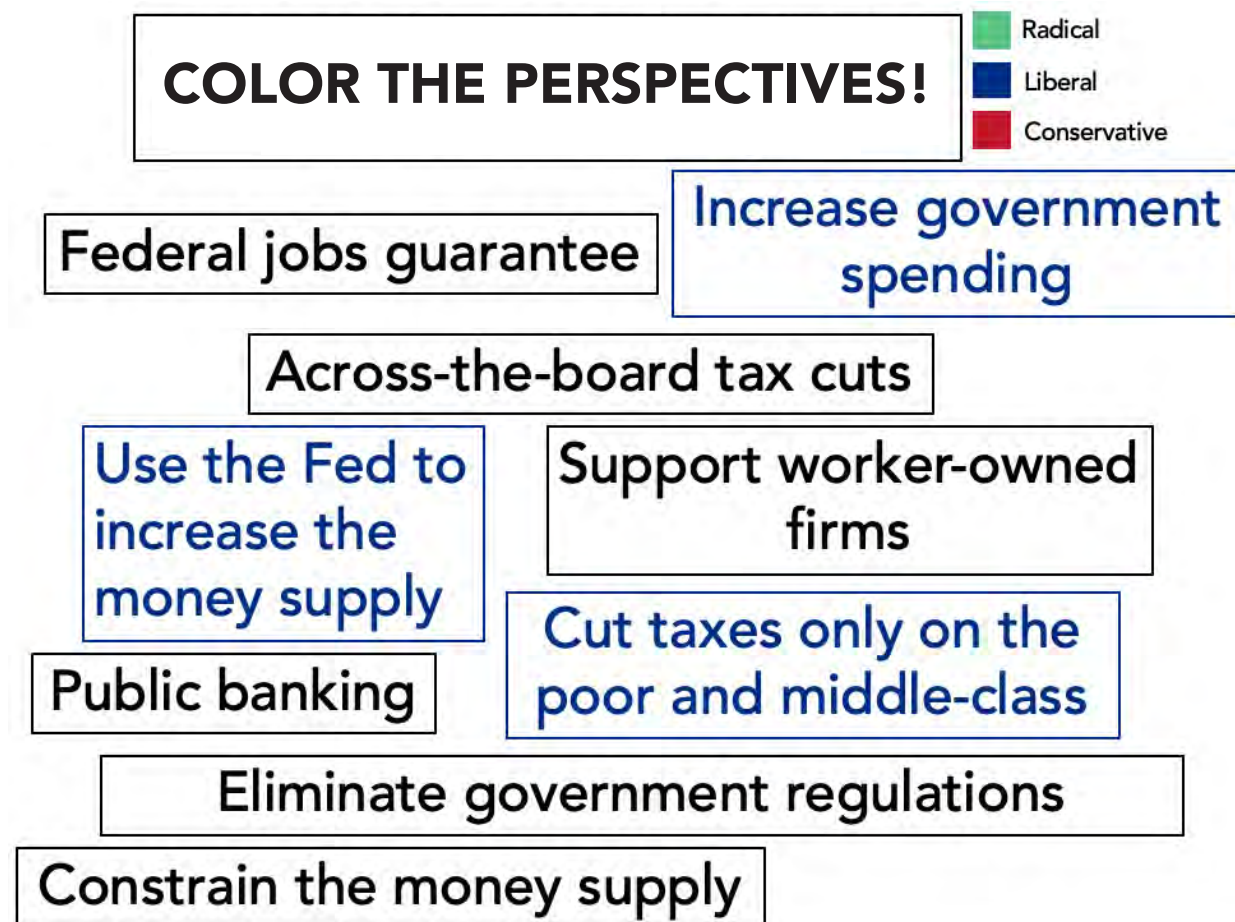 COLOR THE PERSPECTIVES!
Radical
Liberal
Conservative
Federal jobs guarantee
Increase government
spending
Across-the-board tax cuts
Use the Fed to
increase the
money supply
Support worker-owned
firms
Cut taxes only on the
poor and middle-class
Public banking
Eliminate government regulations
Constrain the money supply